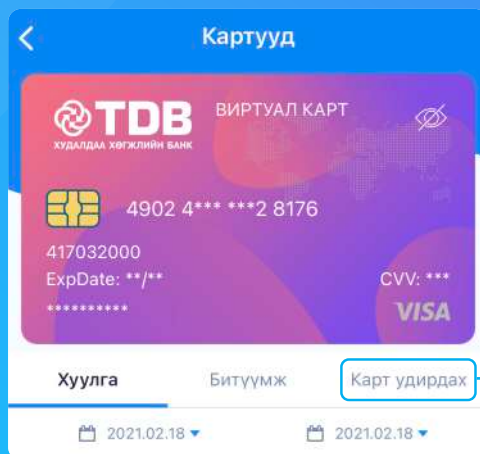 Картууд
TDB
ХУДАЛДАА ХӨГЖЛИЙН БАНК
ВИРТУАЛ КАРТ
4902 4*** ***2 8176
417032000
ExpDate: **/**
CVV: ***
**********
VISA
Хуулга Битүүмж Карт удирдах
2021.02.18 2021.02.18